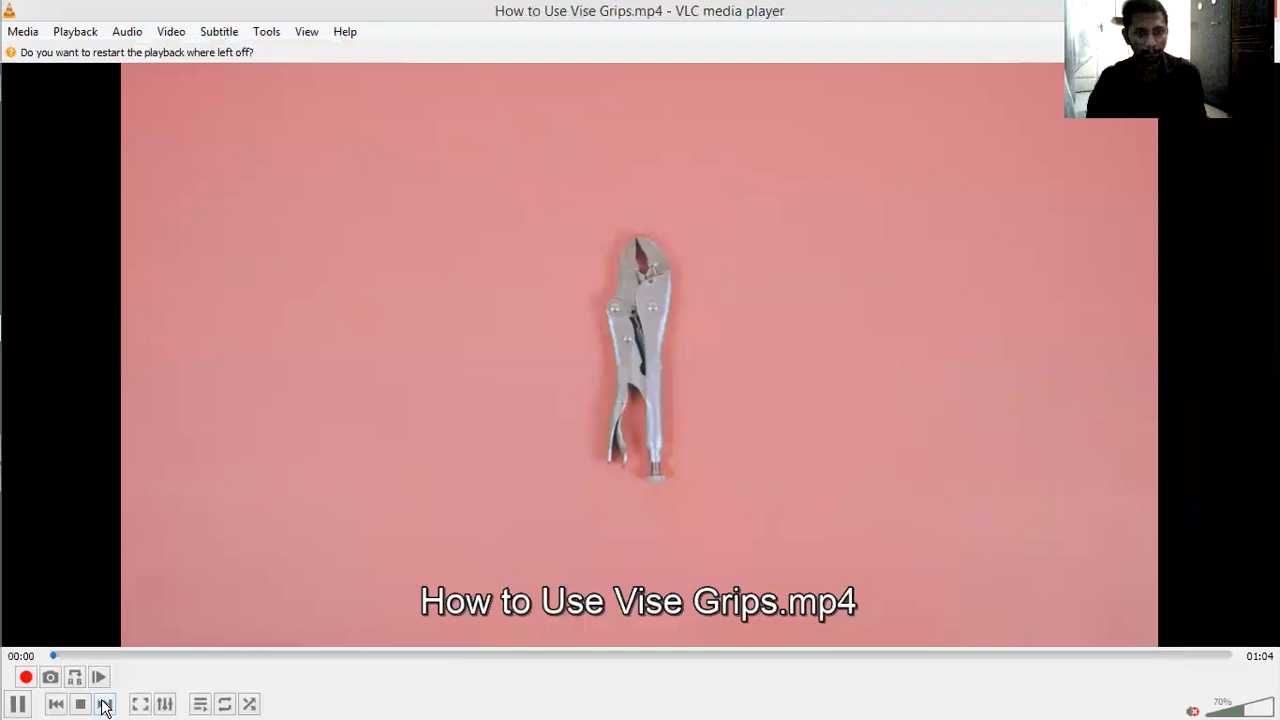 How to Use Vise Grips.mp4 - VLC media player
Media Playback Audio Video Subtitle Tools View Help
Do you want to restart the playback where left off?
How to Use Vise Grips.mp4
00:00 01:04
A B
70%